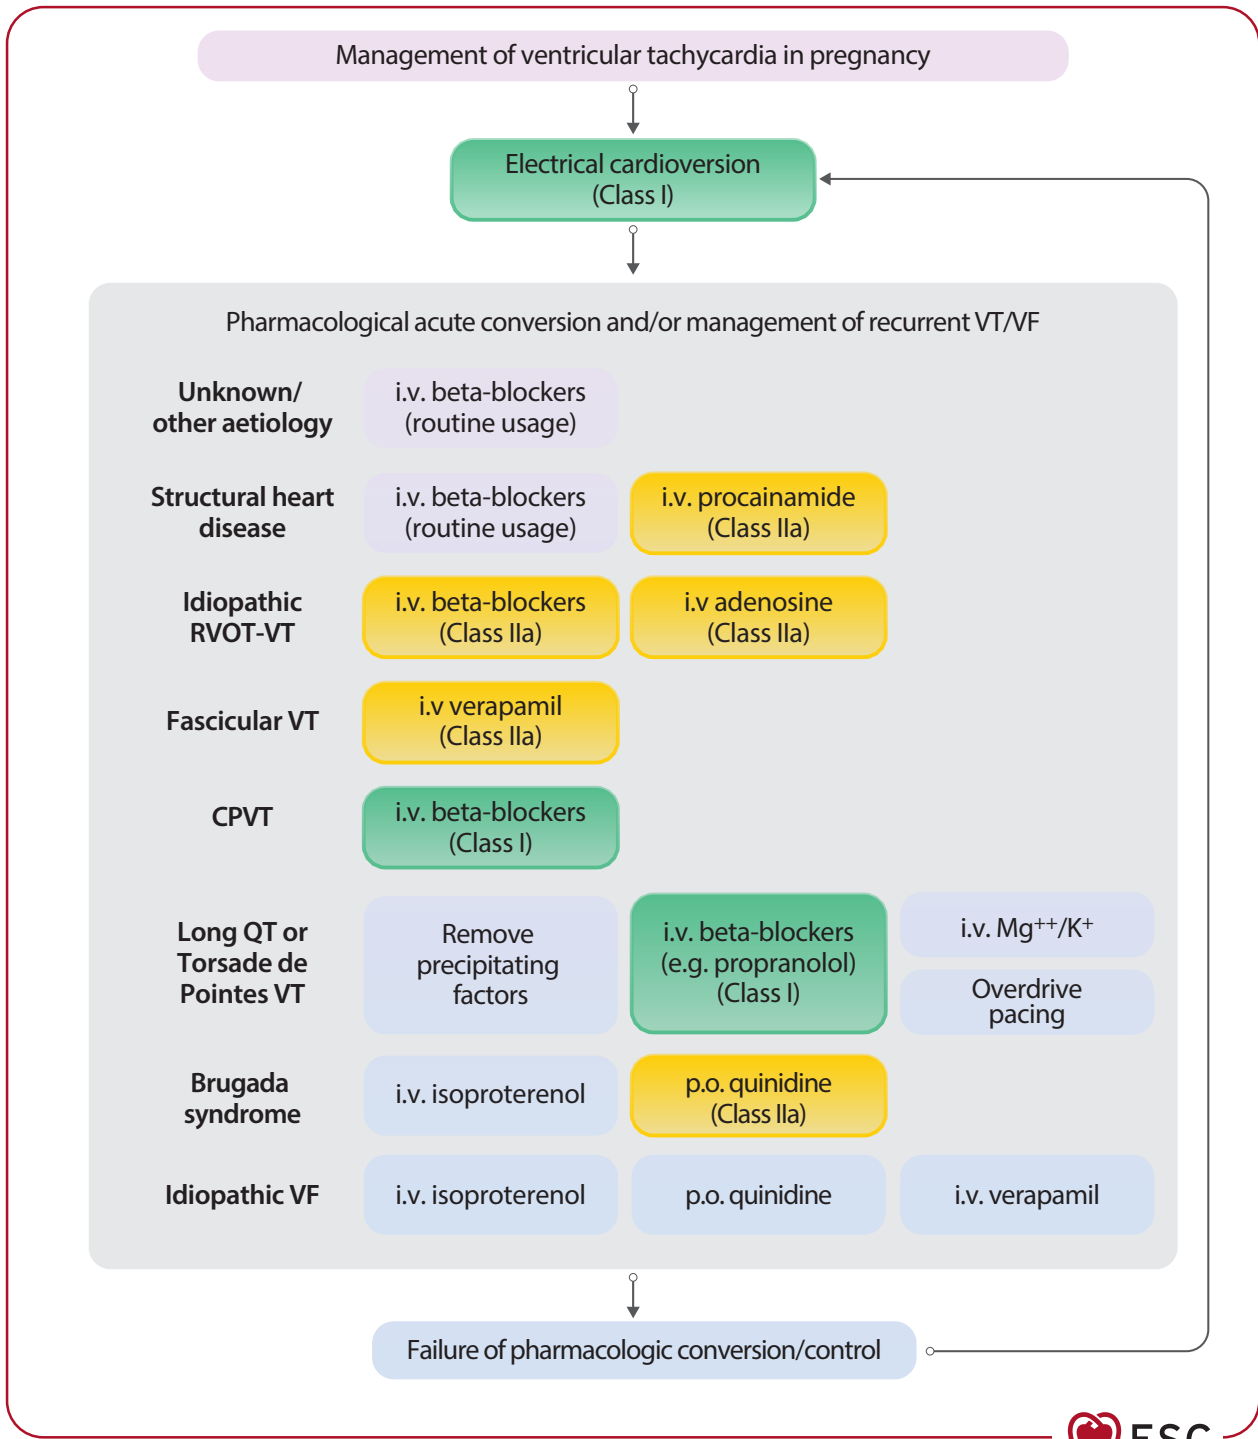 Management of ventricular tachycardia in pregnancy
Electrical cardioversion
(Class I)
Pharmacological acute conversion and/or management of recurrent VT/VF
Unknown/
other aetiology
i.v. beta-blockers
(routine usage)
Structural heart
disease
i.v. beta-blockers
(routine usage)
i.v. procainamide
(Class IIa)
Idiopathic
RVOT-VT
i.v. beta-blockers
(Class IIa)
i.v adenosine
(Class IIa)
Fascicular VT
i.v verapamil
(Class IIa)
CPVT
i.v. beta-blockers
(Class I)
Long QT or
Torsade de
Pointes VT
Remove
precipitating
factors
i.v. beta-blockers
(e.g. propranolol)
(Class I)
i.v. Mg⁺⁺/K⁺
Overdrive
pacing
Brugada
syndrome
i.v. isoproterenol
p.o. quinidine
(Class IIa)
Idiopathic VF
i.v. isoproterenol
p.o. quinidine
i.v. verapamil
Failure of pharmacologic conversion/control
ESC